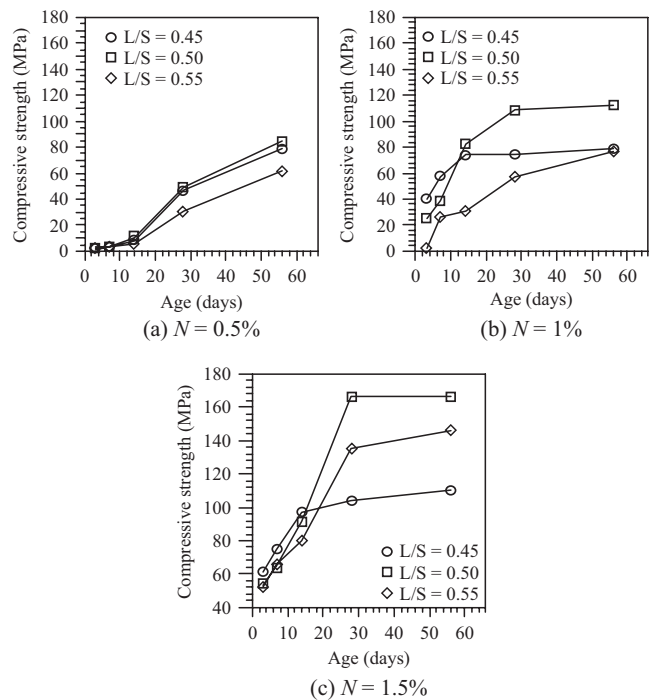 Compressive strength (MPa)
180
160
140
120
100
80
60
40
20
0
L/S = 0.45
L/S = 0.50
L/S = 0.55
0 10 20 30 40 50 60
Age (days)
(a) N = 0.5%
Compressive strength (MPa)
180
160
140
120
100
80
60
40
20
0
L/S = 0.45
L/S = 0.50
L/S = 0.55
0 10 20 30 40 50 60
Age (days)
(b) N = 1%
Compressive strength (MPa)
180
160
140
120
100
80
60
40
L/S = 0.45
L/S = 0.50
L/S = 0.55
0 10 20 30 40 50 60
Age (days)
(c) N = 1.5%